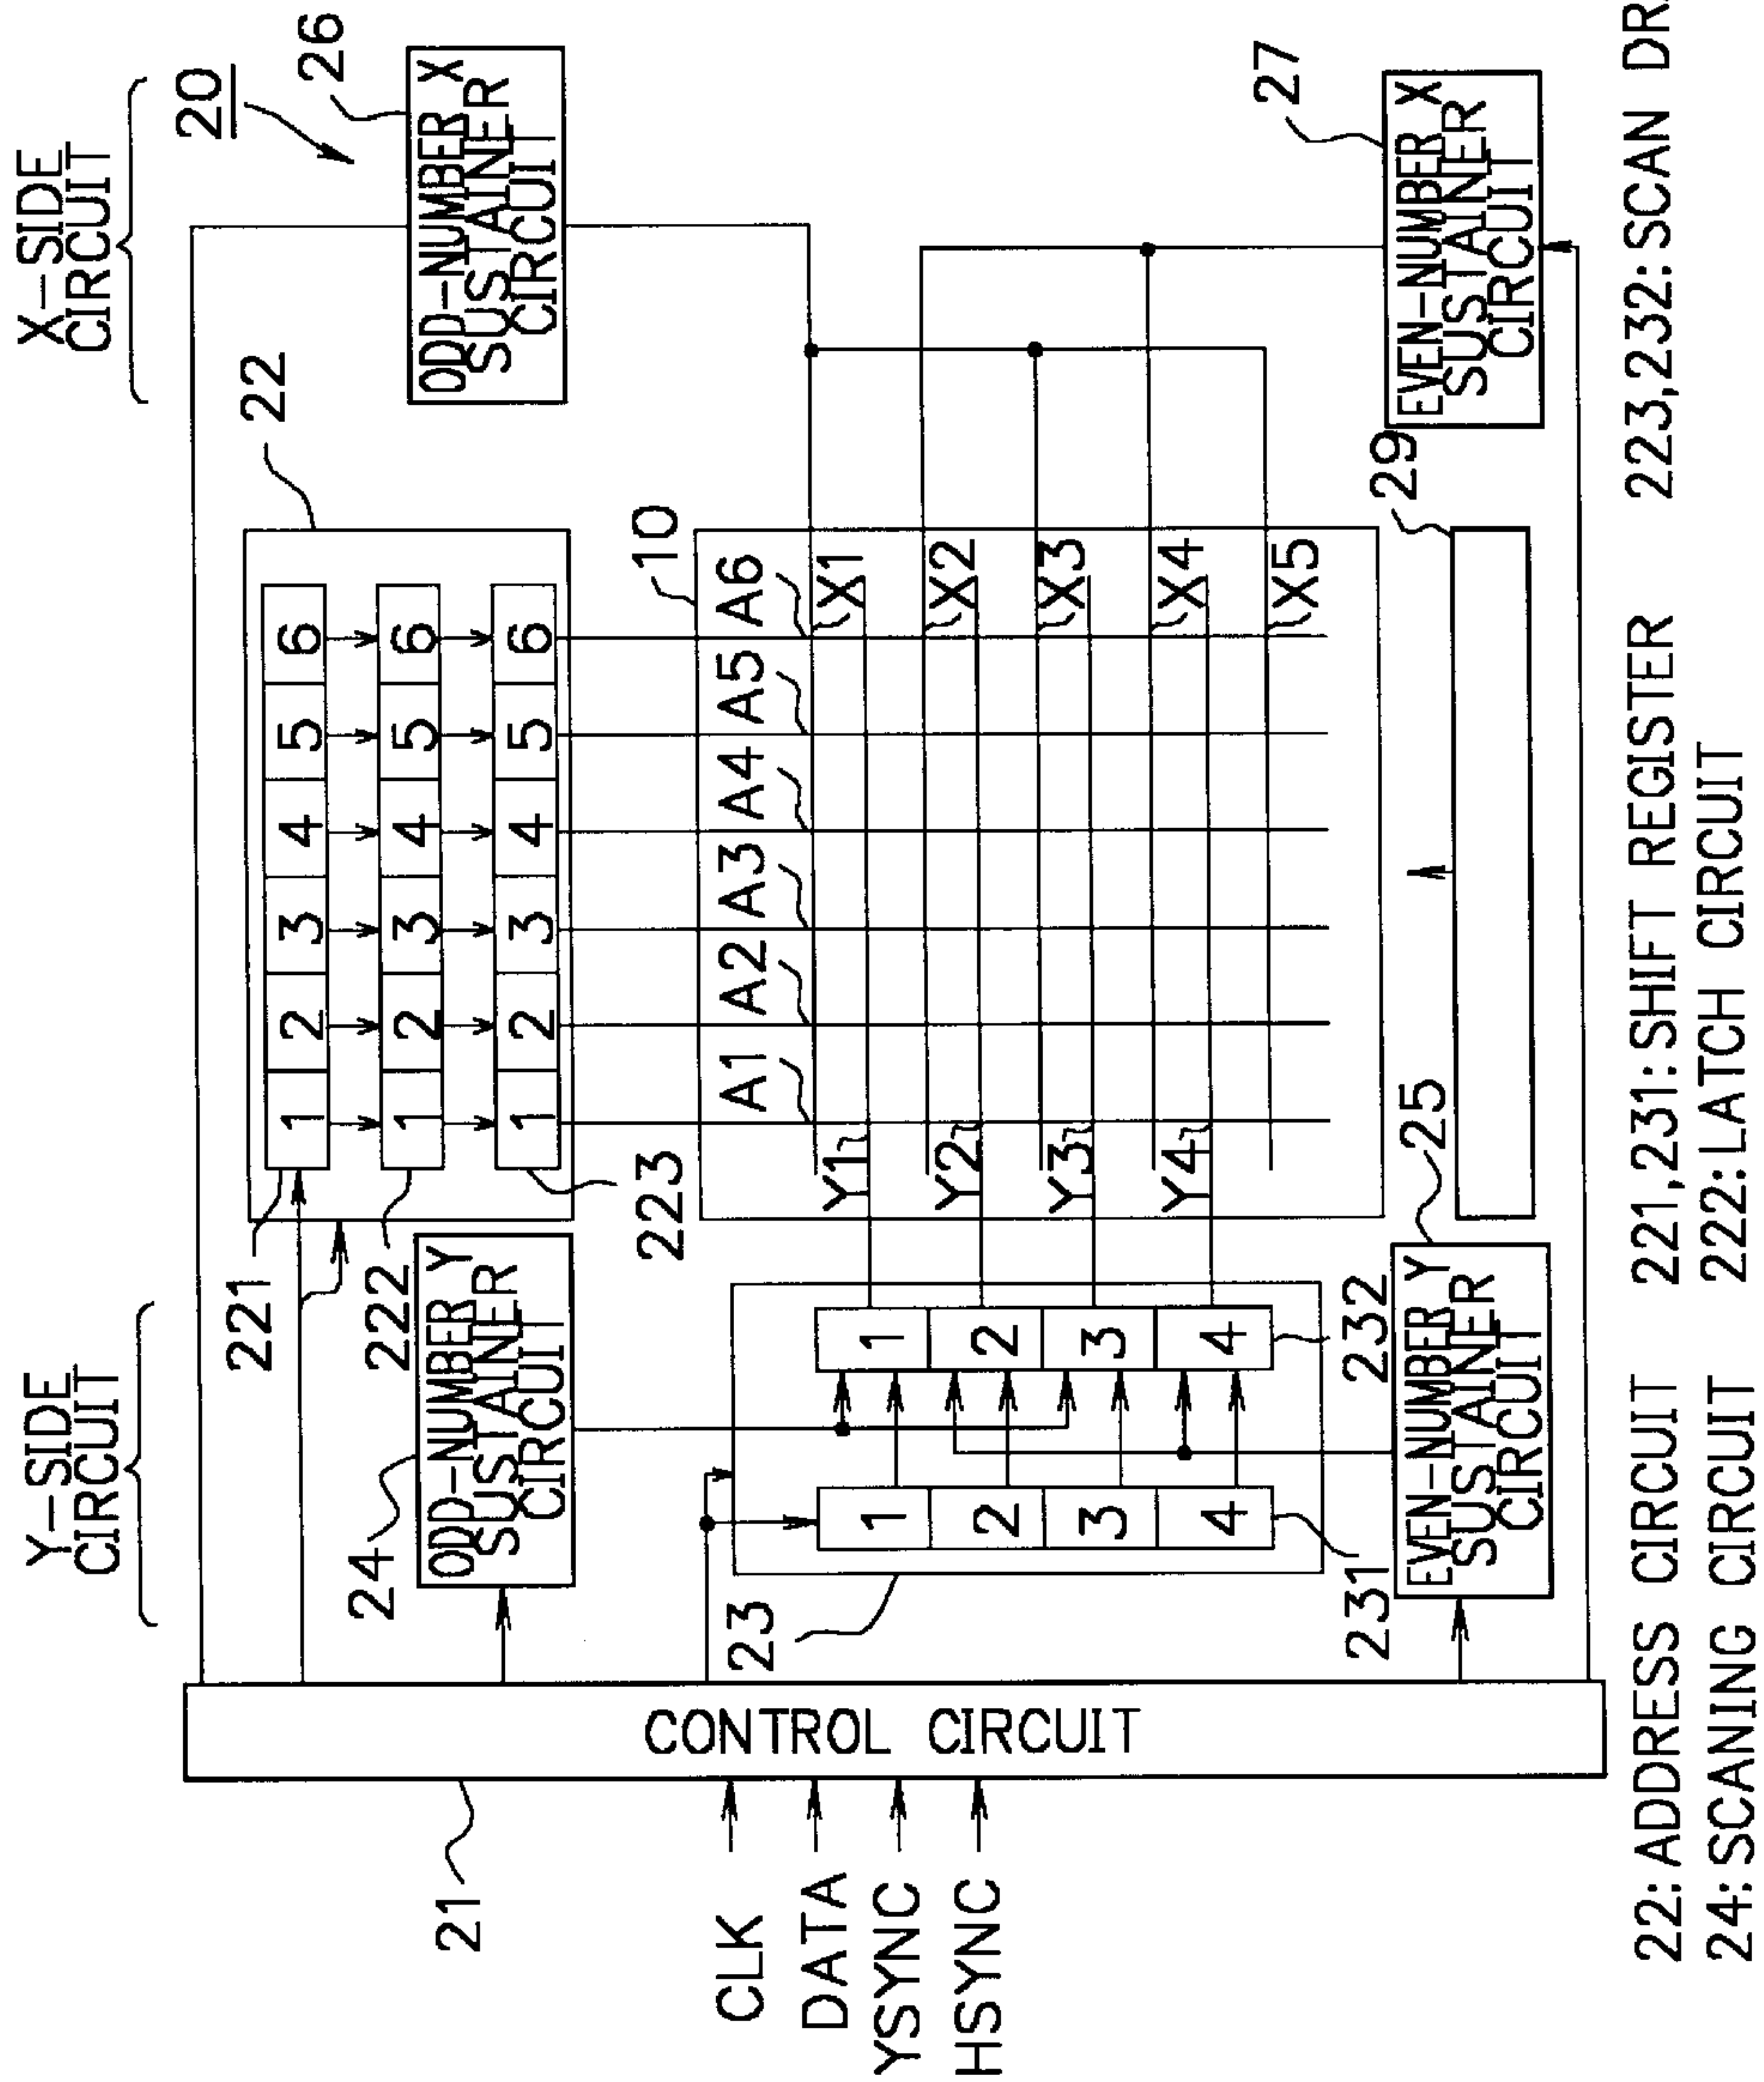 Y-SIDE
CIRCUIT
X-SIDE
CIRCUIT
20
21
CONTROL CIRCUIT
CLK
DATA
YSYNC
HSYNC
221
222
223
22
1 2 3 4 5 6
1 2 3 4 5 6
1 2 3 4 5 6
24
ODD-NUMBER Y
SUSTAINER
CIRCUIT
26
ODD-NUMBER X
SUSTAINER
CIRCUIT
10
A1 A2 A3 A4 A5 A6
23
1
2
3
4
231
1
2
3
4
232
Y1
Y2
Y3
Y4
X1
X2
X3
X4
X5
25
EVEN-NUMBER Y
SUSTAINER
CIRCUIT
29
27
EVEN-NUMBER X
SUSTAINER
CIRCUIT
22: ADDRESS CIRCUIT 221,231: SHIFT REGISTER 223,232: SCAN DR
24: SCANING CIRCUIT 222: LATCH CIRCUIT